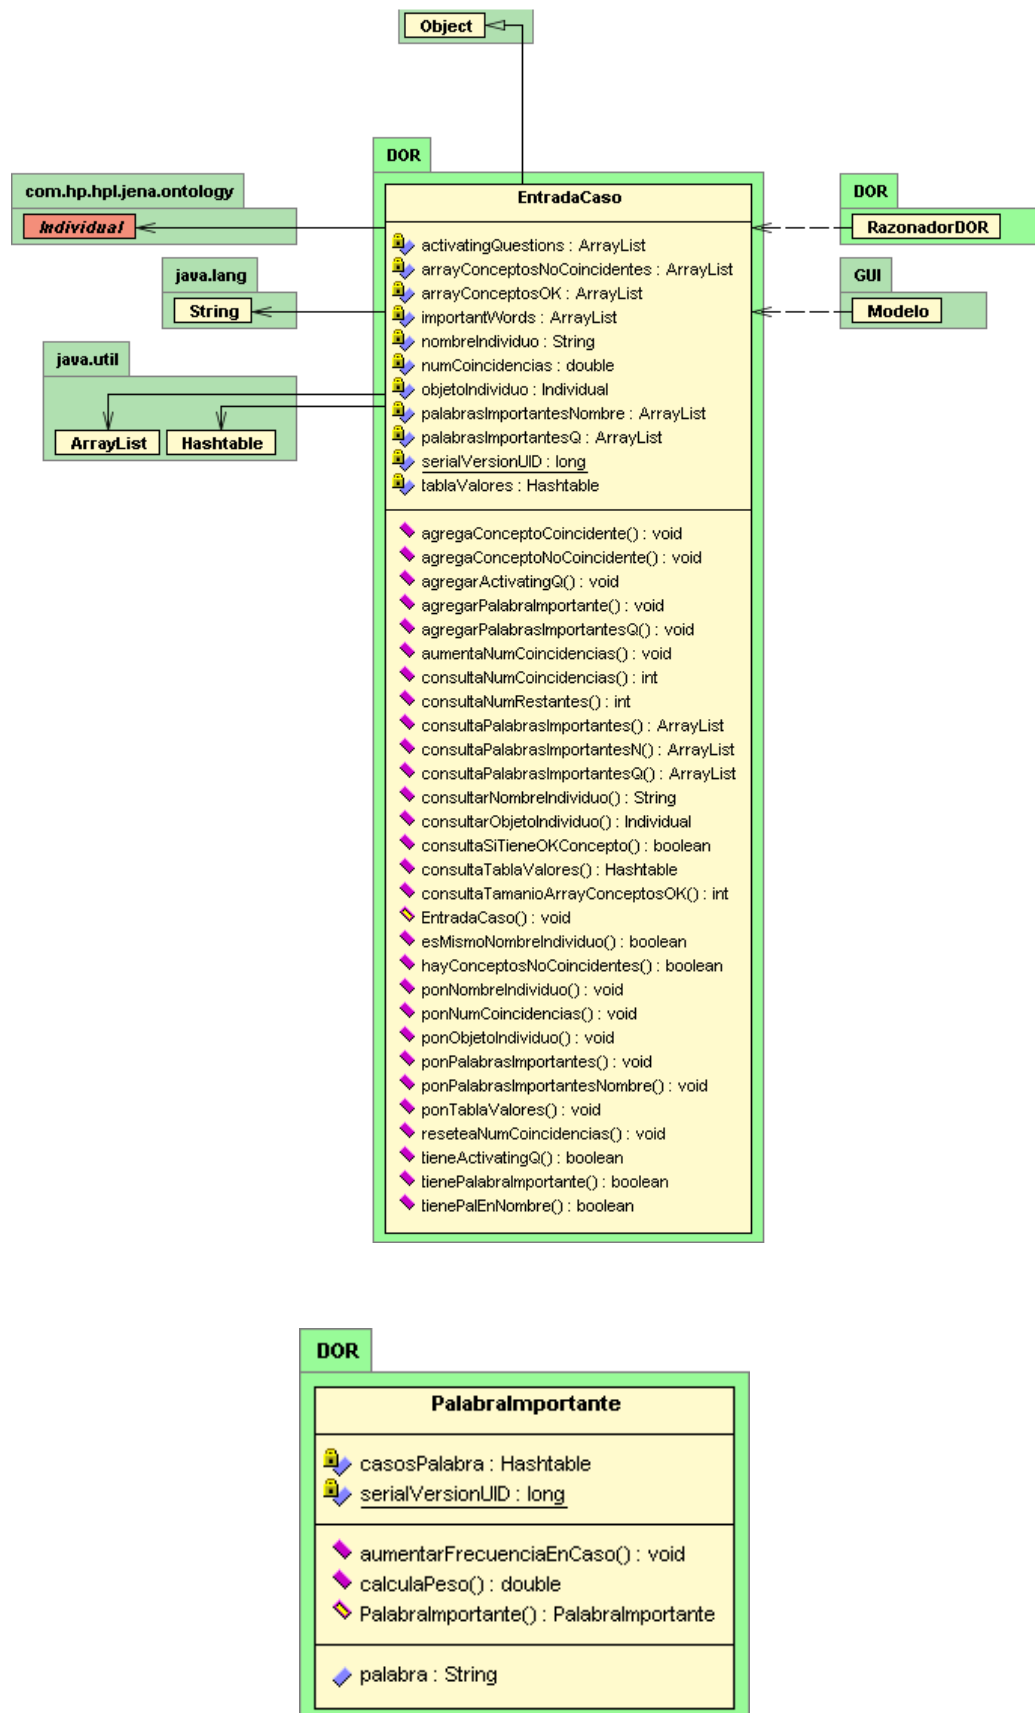 Object
DOR
EntradaCaso
com.hp.hpl.jena.ontology
Individual
java.lang
String
java.util
ArrayList
Hashtable
DOR
RazonadorDOR
GUI
Modelo
activatingQuestions : ArrayList
arrayConceptosNoCoincidentes : ArrayList
arrayConceptosOK : ArrayList
importantWords : ArrayList
nombreIndividuo : String
numCoincidencias : double
objetoIndividuo : Individual
palabrasImportantesNombre : ArrayList
palabrasImportantesQ : ArrayList
serialVersionUID : long
tablaValores : Hashtable
agregaConceptoCoincidente() : void
agregaConceptoNoCoincidente() : void
agregarActivatingQ() : void
agregarPalabraImportante() : void
agregarPalabrasImportantesQ() : void
aumentaNumCoincidencias() : void
consultaNumCoincidencias() : int
consultaNumRestantes() : int
consultaPalabrasImportantes() : ArrayList
consultaPalabrasImportantesN() : ArrayList
consultaPalabrasImportantesQ() : ArrayList
consultarNombreIndividuo() : String
consultarObjetoIndividuo() : Individual
consultaSiTieneOKConcepto() : boolean
consultaTablaValores() : Hashtable
consultaTamanioArrayConceptosOK() : int
EntradaCaso() : void
esMismoNombreIndividuo() : boolean
hayConceptosNoCoincidentes() : boolean
ponNombreIndividuo() : void
ponNumCoincidencias() : void
ponObjetoIndividuo() : void
ponPalabrasImportantes() : void
ponPalabrasImportantesNombre() : void
ponTablaValores() : void
reseteaNumCoincidencias() : void
tieneActivatingQ() : boolean
tienePalabraImportante() : boolean
tienePalEnNombre() : boolean
DOR
PalabraImportante
casosPalabra : Hashtable
serialVersionUID : long
aumentarFrecuenciaEnCaso() : void
calculaPeso() : double
PalabraImportante() : PalabraImportante
palabra : String